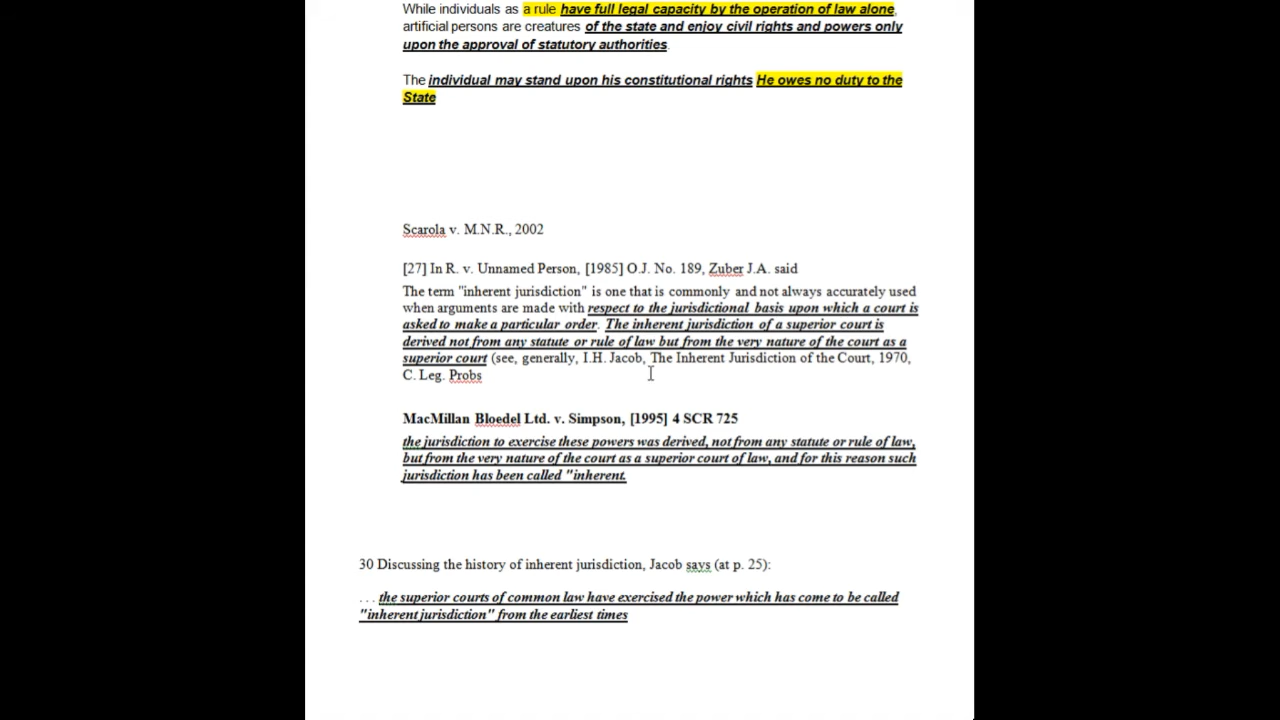 While individuals as a rule have full legal capacity by the operation of law alone,
artificial persons are creatures of the state and enjoy civil rights and powers only
upon the approval of statutory authorities.
The individual may stand upon his constitutional rights He owes no duty to the
State
Scarola v. M.N.R., 2002
[27] In R. v. Unnamed Person, [1985] O.J. No. 189, Zuber J.A. said
The term "inherent jurisdiction" is one that is commonly and not always accurately used
when arguments are made with respect to the jurisdictional basis upon which a court is
asked to make a particular order. The inherent jurisdiction of a superior court is
derived not from any statute or rule of law but from the very nature of the court as a
superior court (see, generally, I.H. Jacob, The Inherent Jurisdiction of the Court, 1970,
C. Leg. Probs
MacMillan Bloedel Ltd. v. Simpson, [1995] 4 SCR 725
the jurisdiction to exercise these powers was derived, not from any statute or rule of law,
but from the very nature of the court as a superior court of law, and for this reason such
jurisdiction has been called "inherent.
30 Discussing the history of inherent jurisdiction, Jacob says (at p. 25):
. . . the superior courts of common law have exercised the power which has come to be called
"inherent jurisdiction" from the earliest times